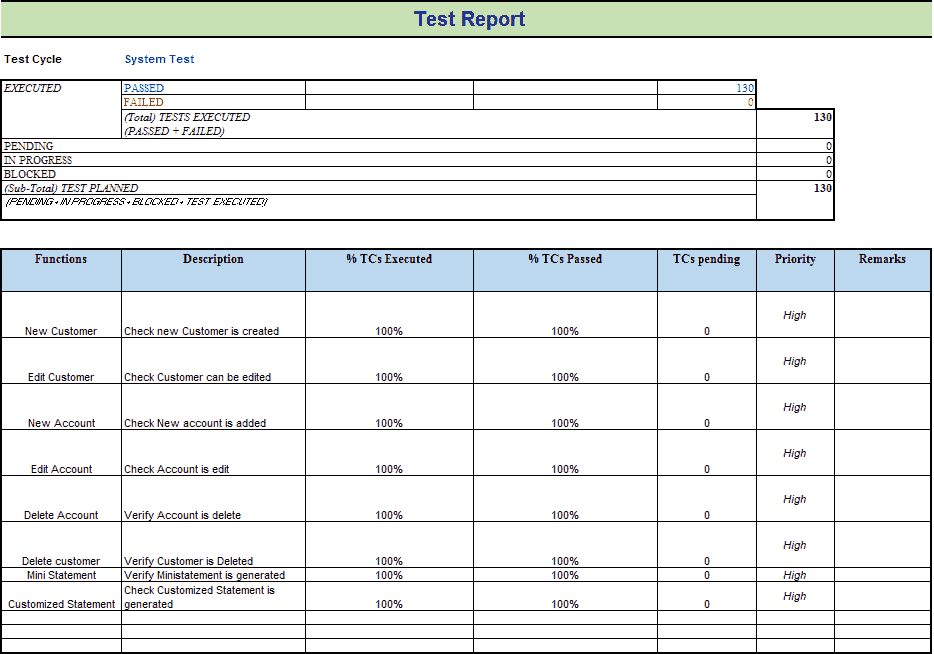 Test Report
Test Cycle System Test
EXECUTED PASSED 130
FAILED 0
(Total) TESTS EXECUTED 130
(PASSED + FAILED)
PENDING 0
IN PROGRESS 0
BLOCKED 0
(Sub-Total) TEST PLANNED 130
(PENDING + IN PROGRESS + BLOCKED + TEST EXECUTED)
Functions Description % TCs Executed % TCs Passed TCs pending Priority Remarks
High
New Customer Check new Customer is created 100% 100% 0
High
Edit Customer Check Customer can be edited 100% 100% 0
High
New Account Check New account is added 100% 100% 0
High
Edit Account Check Account is edit 100% 100% 0
High
Delete Account Verify Account is delete 100% 100% 0
High
Delete customer Verify Customer is Deleted 100% 100% 0
Mini Statement Verify Ministatement is generated 100% 100% 0 High
Check Customized Statement is High
Customized Statement generated 100% 100% 0